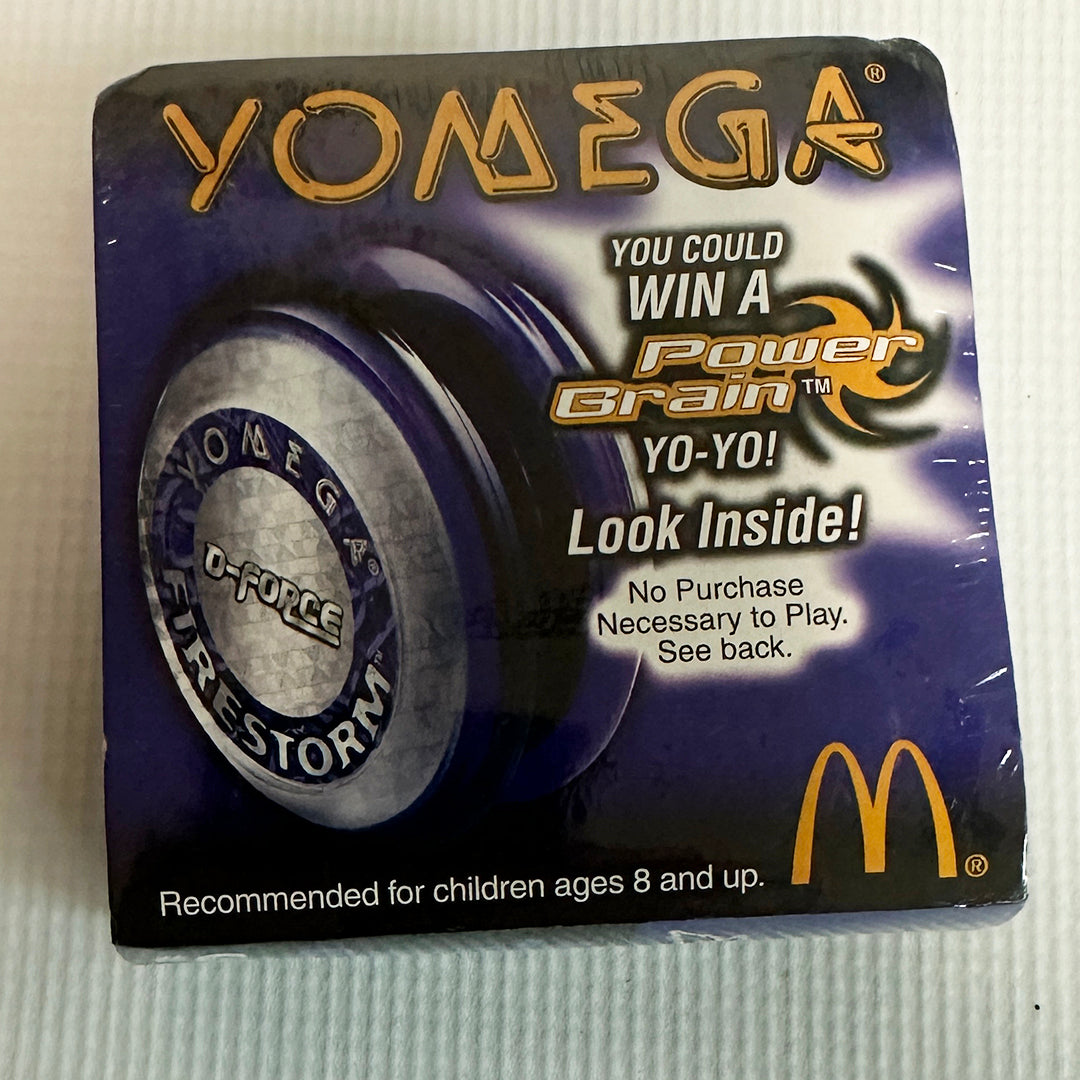 YOMEGA®
YOU COULD
WIN A
Power
Brain™
YO-YO!
Look Inside!
No Purchase
Necessary to Play.
See back.
YOMEGA®
D-FORCE
FIRESTORM™
M®
Recommended for children ages 8 and up.